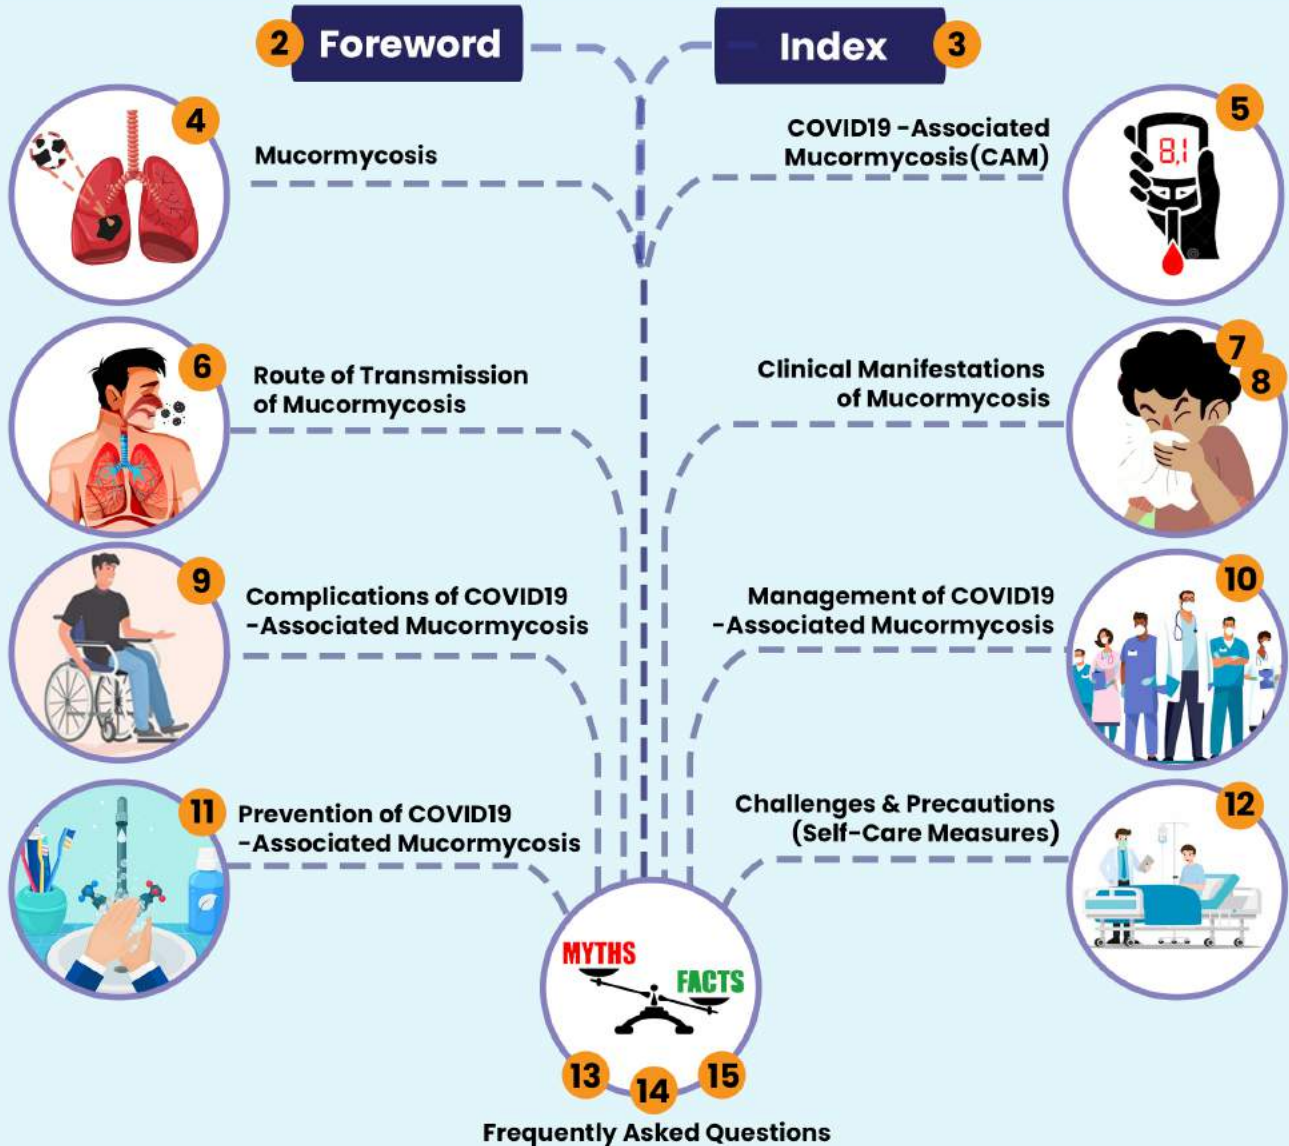 2 Foreword
Index 3
4
Mucormycosis
COVID19 -Associated
Mucormycosis(CAM)
5
8,1
6
Route of Transmission
of Mucormycosis
Clinical Manifestations
of Mucormycosis
7
8
9
Complications of COVID19
-Associated Mucormycosis
Management of COVID19
-Associated Mucormycosis
10
11
Prevention of COVID19
-Associated Mucormycosis
Challenges & Precautions
(Self-Care Measures)
12
MYTHS
FACTS
13
14
15
Frequently Asked Questions